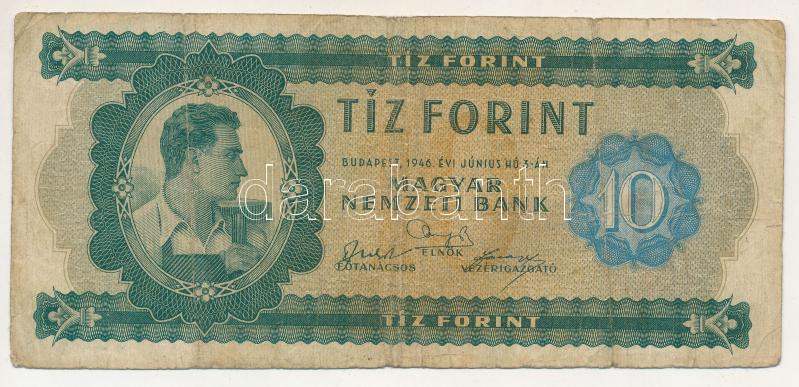 TÍZ FORINT
TÍZ FORINT
BUDAPEST, 1946. ÉVI JÚNIUS HÓ 3-ÁN
MAGYAR
NEMZETI BANK
10
ELNÖK
FŐTANÁCSOS
VEZÉRIGAZGATÓ
TÍZ FORINT
darabanth